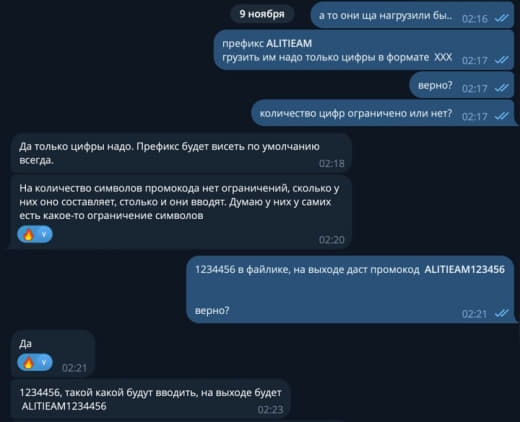 9 ноября
а то они ща нагрузили бы.. 02:16
префикс ALITIEAM
грузить им надо только цифры в формате XXX 02:17
верно? 02:17
количество цифр ограничено или нет? 02:17
Да только цифры надо. Префикс будет висеть по умолчанию
всегда. 02:18
На количество символов промокода нет ограничений, сколько у
них оно составляет, столько и они вводят. Думаю у них у самих
есть какое-то ограничение символов
V
02:20
1234456 в файлике, на выходе даст промокод ALITIEAM123456
верно? 02:21
Да
V
02:21
1234456, такой какой будут вводить, на выходе будет
ALITIEAM1234456 02:23